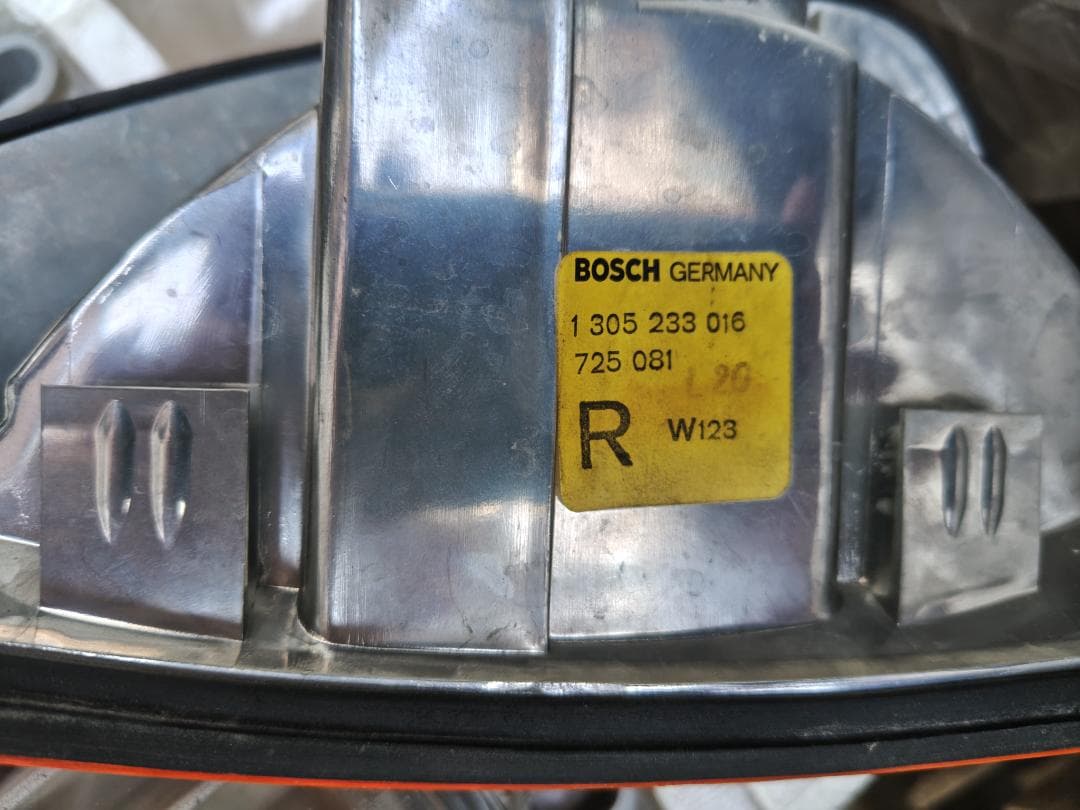 BOSCH GERMANY
1 305 233 016
725 081
L 20
R W123